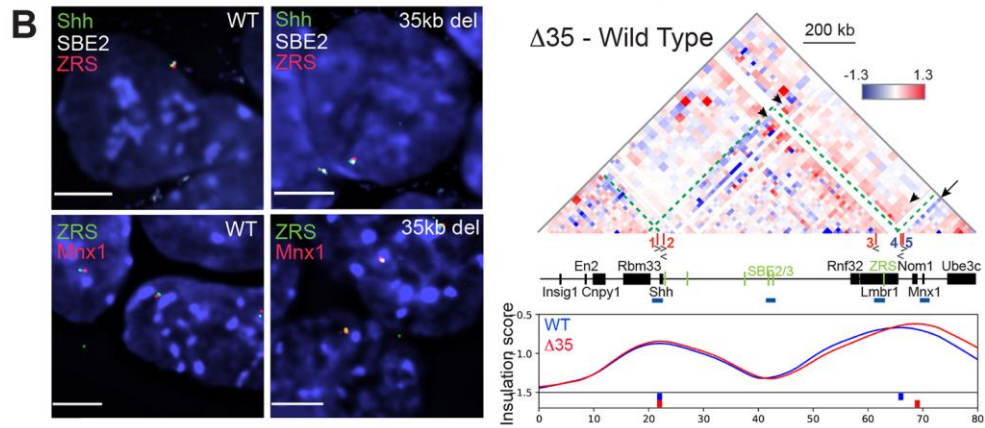 B
Shh
WT
SBE2
ZRS
Shh
35kb del
SBE2
ZRS
ZRS
WT
Mnx1
ZRS
35kb del
Mnx1
Δ35 - Wild Type
200 kb
-1.3
1.3
1
2
3
4
5
En2
Rbm33
SBE2/3
Rnf32
ZRS
Nom1
Ube3c
Insig1
Cnpy1
Shh
Lmbr1
Mnx1
Insulation score
-0.5
-1.0
-1.5
WT
Δ35
0
10
20
30
40
50
60
70
80